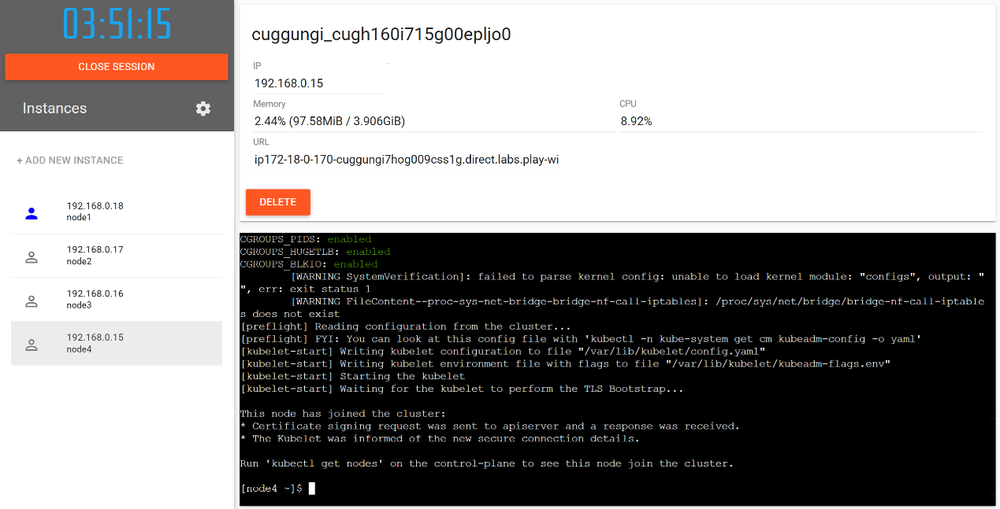 03:51:15
CLOSE SESSION
Instances
+ ADD NEW INSTANCE
192.168.0.18
node1
192.168.0.17
node2
192.168.0.16
node3
192.168.0.15
node4
cuggungi_cugh160i715g00epljo0
IP
192.168.0.15
Memory
2.44% (97.58MiB / 3.906GiB)
CPU
8.92%
URL
ip172-18-0-170-cuggungi7hog009css1g.direct.labs.play-wi
DELETE
CGROUPS_PIDS: enabled
CGROUPS_HUGETLB: enabled
CGROUPS_BLKIO: enabled
[WARNING SystemVerification]: failed to parse kernel config: unable to load kernel module: "configs", output: "
", err: exit status 1
[WARNING FileContent--proc-sys-net-bridge-bridge-nf-call-iptables]: /proc/sys/net/bridge/bridge-nf-call-iptable
s does not exist
[preflight] Reading configuration from the cluster...
[preflight] FYI: You can look at this config file with 'kubectl -n kube-system get cm kubeadm-config -o yaml'
[kubelet-start] Writing kubelet configuration to file "/var/lib/kubelet/config.yaml"
[kubelet-start] Writing kubelet environment file with flags to file "/var/lib/kubelet/kubeadm-flags.env"
[kubelet-start] Starting the kubelet
[kubelet-start] Waiting for the kubelet to perform the TLS Bootstrap...
This node has joined the cluster:
* Certificate signing request was sent to apiserver and a response was received.
* The Kubelet was informed of the new secure connection details.
Run 'kubectl get nodes' on the control-plane to see this node join the cluster.
[node4 ~]$